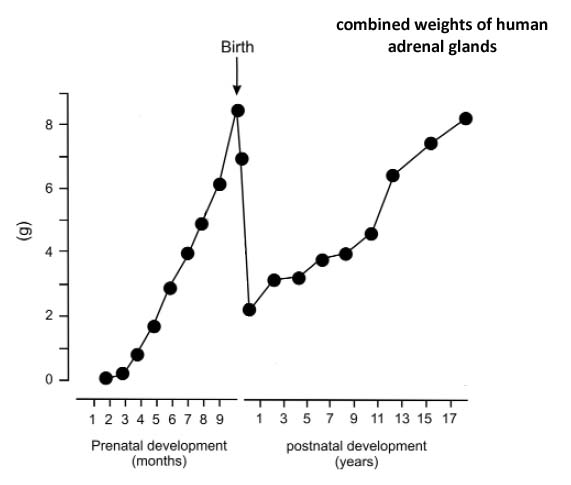 combined weights of human
adrenal glands
Birth
8
6
4
2
0
(g)
1 2 3 4 5 6 7 8 9
1 3 5 7 9 11 13 15 17
Prenatal development
(months)
postnatal development
(years)